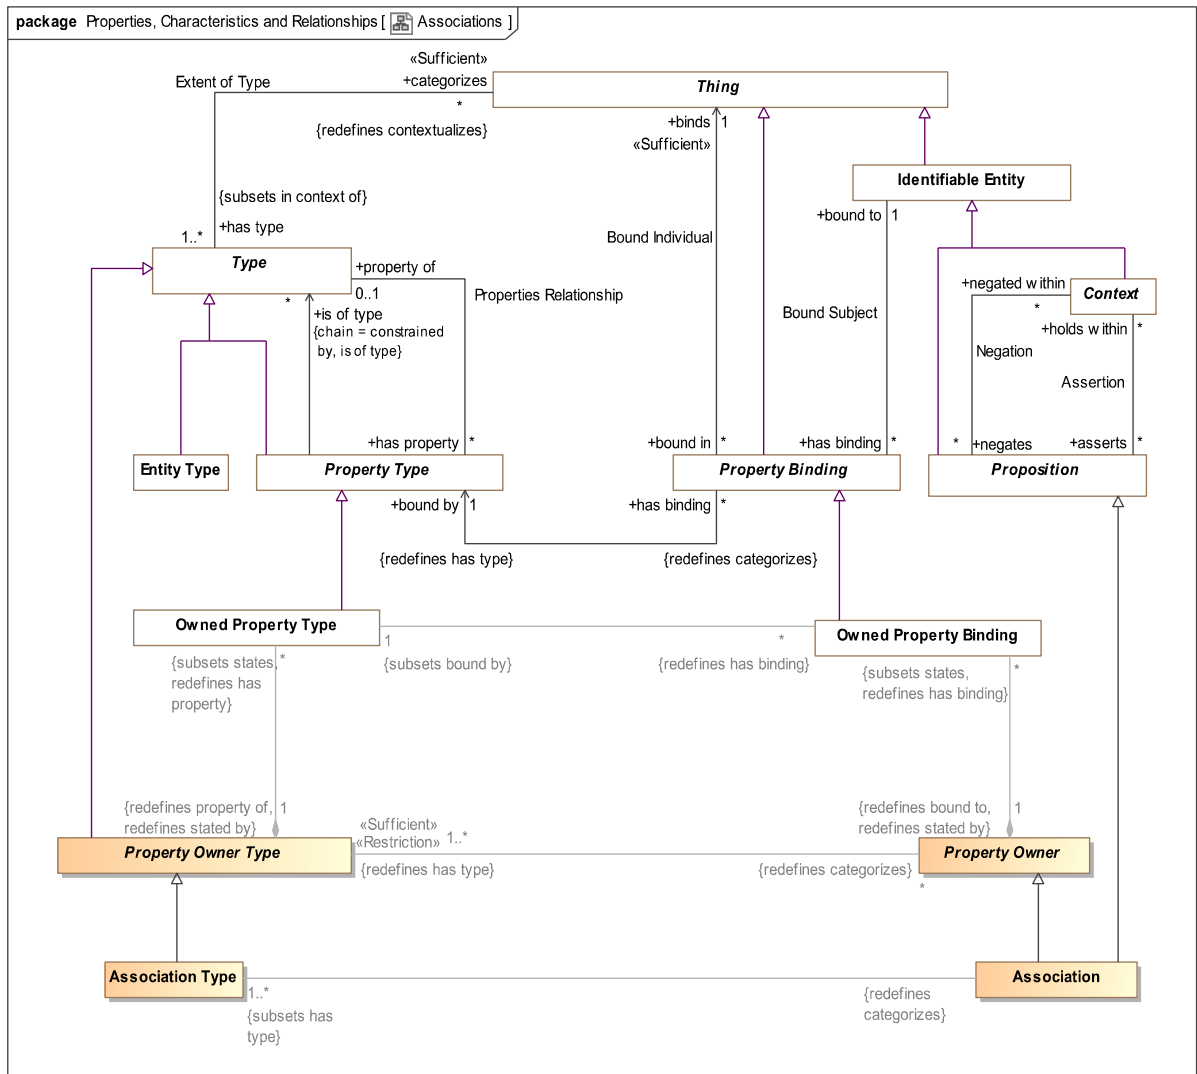 package Properties, Characteristics and Relationships [ Associations ]
«Sufficient»
Extent of Type
+categorizes
*
{redefines contextualizes}
Thing
+binds 1
«Sufficient»
Identifiable Entity
+bound to 1
{subsets in context of}
+has type
1..*
Bound Individual
Type
+property of
0..1
Properties Relationship
*
+is of type
{chain = constrained
by, is of type}
Bound Subject
+negated within
*
Context
+holds within *
Negation
Assertion
+has property *
+bound in *
+has binding *
* +negates
+asserts *
Entity Type
Property Type
Property Binding
Proposition
+bound by 1
+has binding *
{redefines has type}
{redefines categorizes}
Owned Property Type
Owned Property Binding
1
*
{subsets states, *
redefines has
property}
{subsets bound by}
{redefines has binding}
{subsets states,
redefines has binding}
*
{redefines property of, 1
redefines stated by}
«Sufficient»
«Restriction» 1..*
{redefines bound to, 1
redefines stated by}
Property Owner Type
Property Owner
{redefines has type}
{redefines categorizes}
*
Association Type
Association
1..*
{subsets has
type}
{redefines
categorizes}